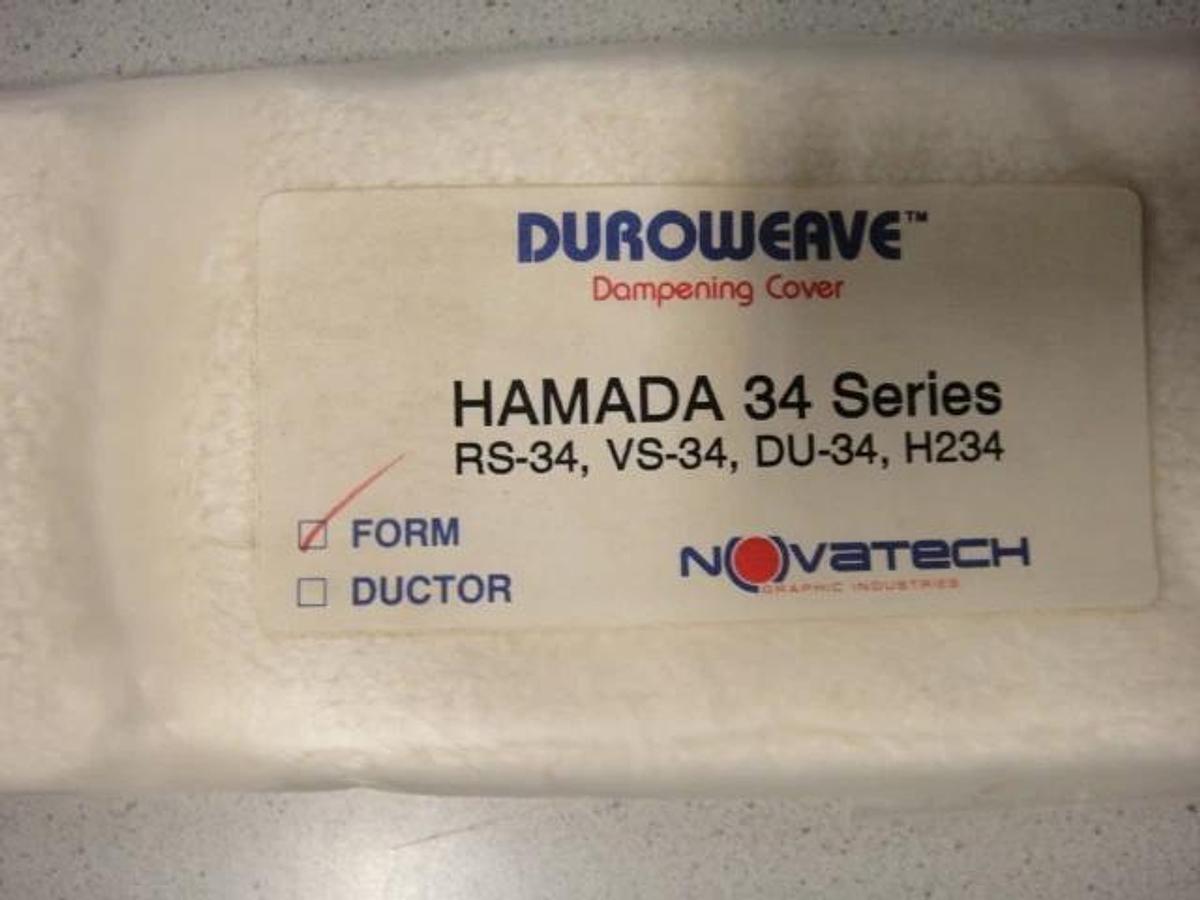 DUROWEAVE™
Dampening Cover
HAMADA 34 Series
RS-34, VS-34, DU-34, H234
FORM
DUCTOR
NOVATECH
GRAPHIC INDUSTRIES